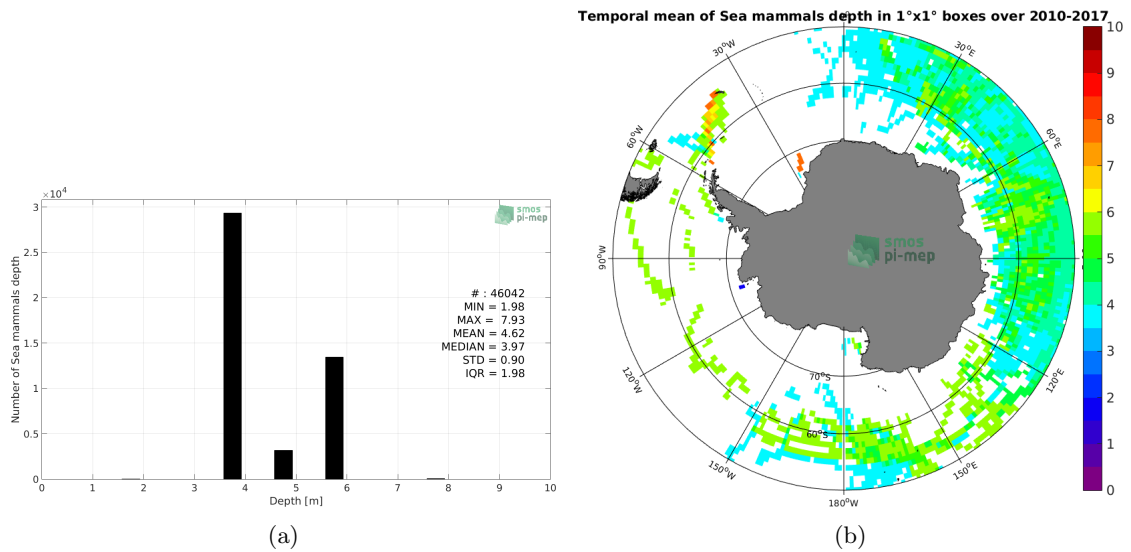 Temporal mean of Sea mammals depth in 1°x1° boxes over 2010-2017
×10⁴
3
2.5
2
1.5
1
0.5
0
0 1 2 3 4 5 6 7 8 9 10
Number of Sea mammals depth
Depth [m]
smos
pi-mep
# : 46042
MIN = 1.98
MAX = 7.93
MEAN = 4.62
MEDIAN = 3.97
STD = 0.90
IQR = 1.98
(a)
30°W
30°E
60°W
60°E
90°W
120°W
120°E
150°W
150°E
180°W
70°S
60°S
smos
pi-mep
10
9
8
7
6
5
4
3
2
1
0
(b)